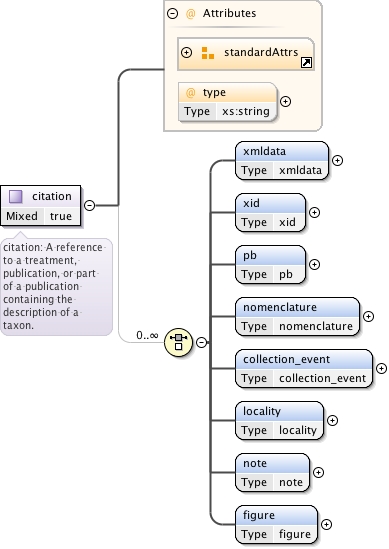 Attributes
standardAttrs
type
Type xs:string
citation
Mixed true
citation: A reference
to a treatment,
publication, or part
of a publication
containing the
description of a
taxon.
0..∞
xmldata
Type xmldata
xid
Type xid
pb
Type pb
nomenclature
Type nomenclature
collection_event
Type collection_event
locality
Type locality
note
Type note
figure
Type figure